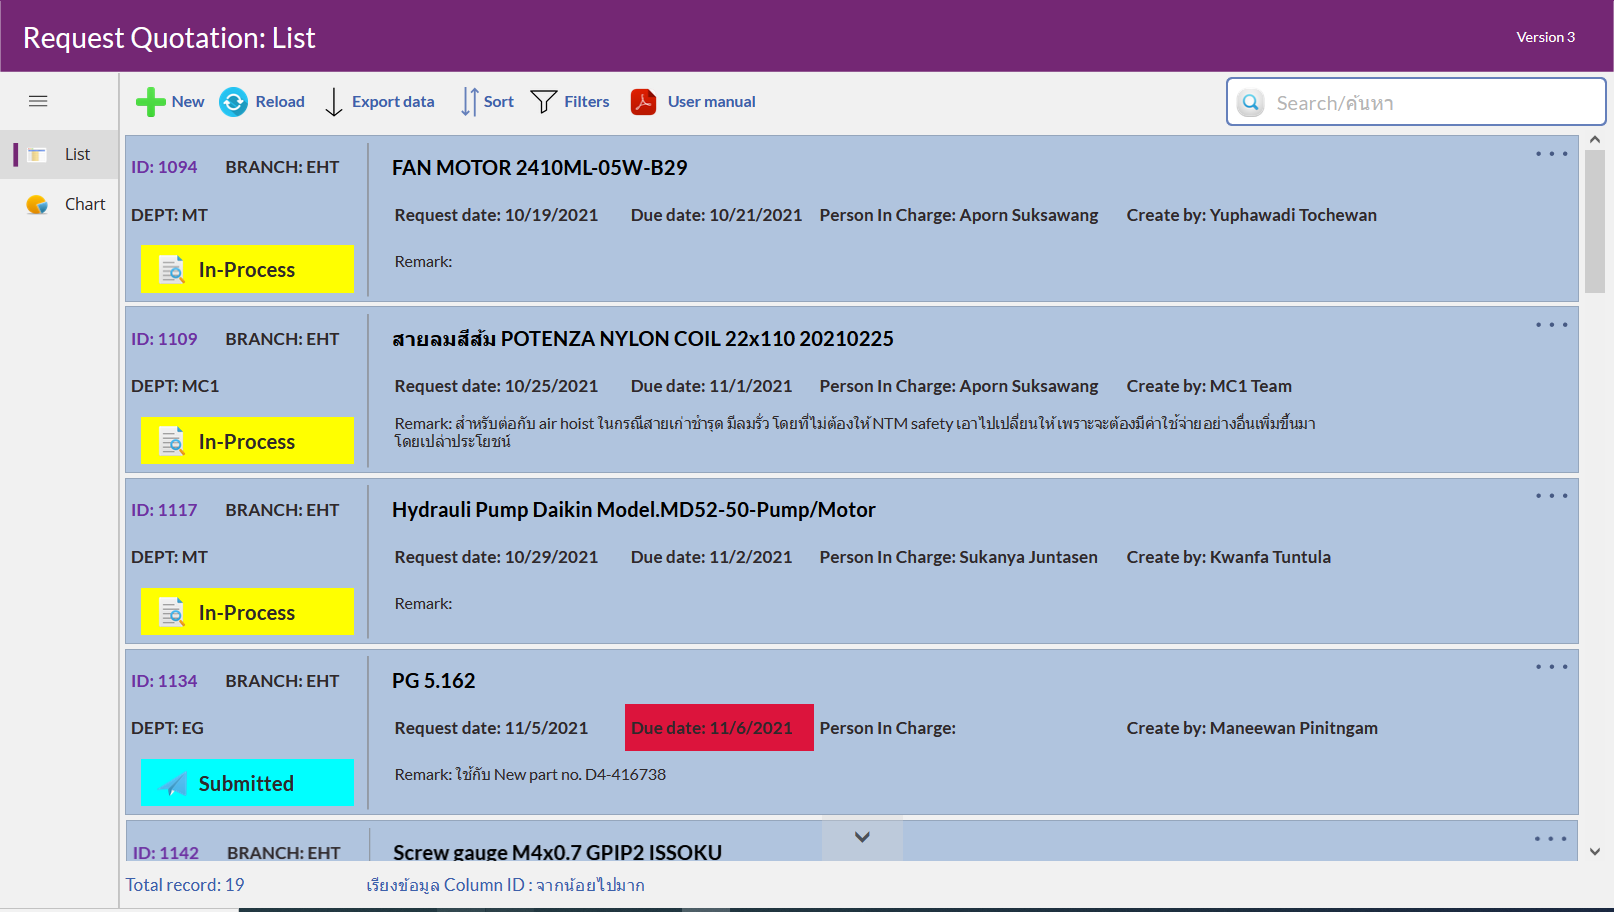 Request Quotation: List
Version 3
New Reload Export data Sort Filters User manual
Search/ค้นหา
List
Chart
ID: 1094 BRANCH: EHT FAN MOTOR 2410ML-05W-B29
DEPT: MT Request date: 10/19/2021 Due date: 10/21/2021 Person In Charge: Aporn Suksawang Create by: Yuphawadi Tochewan
In-Process Remark:
ID: 1109 BRANCH: EHT สายลมสีส้ม POTENZA NYLON COIL 22x110 20210225
DEPT: MC1 Request date: 10/25/2021 Due date: 11/1/2021 Person In Charge: Aporn Suksawang Create by: MC1 Team
Remark: สำหรับต่อกับ air hoist ในกรณีสายเก่าชำรุด มีลมรั่ว โดยที่ไม่ต้องให้ NTM safety เอาไปเปลี่ยนให้ เพราะจะต้องมีค่าใช้จ่ายอย่างอื่นเพิ่มขึ้นมา
โดยเปล่าประโยชน์
In-Process
ID: 1117 BRANCH: EHT Hydrauli Pump Daikin Model.MD52-50-Pump/Motor
DEPT: MT Request date: 10/29/2021 Due date: 11/2/2021 Person In Charge: Sukanya Juntasen Create by: Kwanfa Tuntula
In-Process Remark:
ID: 1134 BRANCH: EHT PG 5.162
DEPT: EG Request date: 11/5/2021 Due date: 11/6/2021 Person In Charge: Create by: Maneewan Pinitngam
Submitted Remark: ใช้กับ New part no. D4-416738
ID: 1142 BRANCH: EHT Screw gauge M4x0.7 GPIP2 ISSOKU
Total record: 19 เรียงข้อมูล Column ID : จากน้อยไปมาก